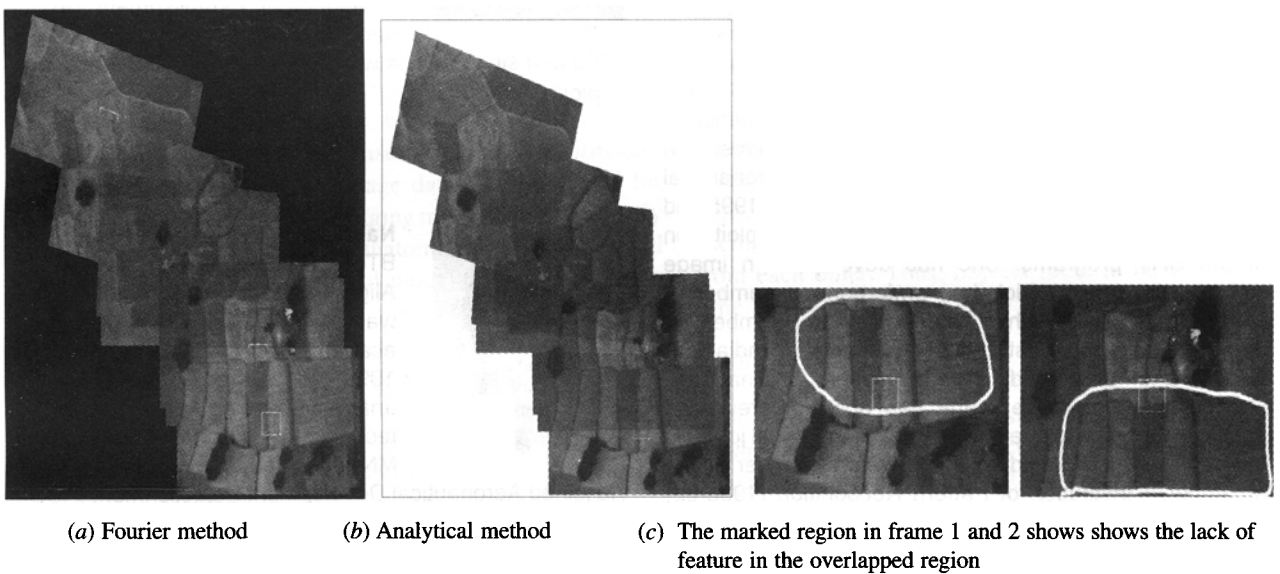 (a) Fourier method
(b) Analytical method
(c) The marked region in frame 1 and 2 shows shows the lack of
feature in the overlapped region